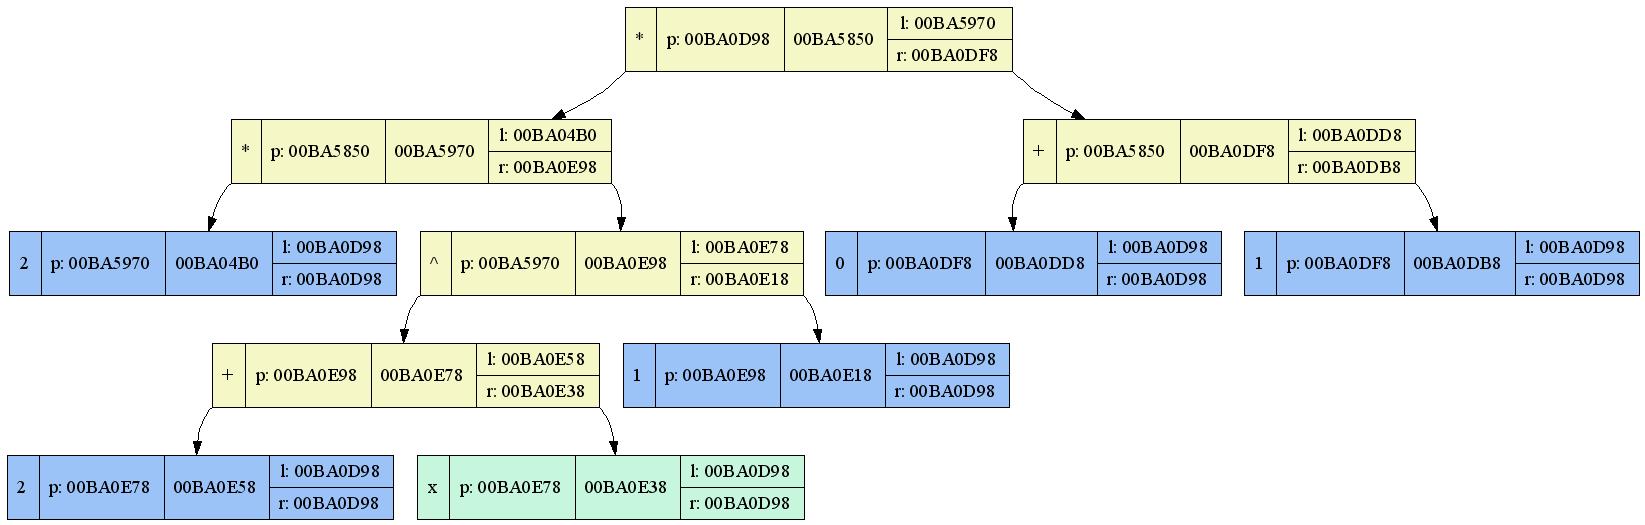 * p: 00BA0D98 00BA5850 l: 00BA5970
r: 00BA0DF8
* p: 00BA5850 00BA5970 l: 00BA04B0
r: 00BA0E98
+ p: 00BA5850 00BA0DF8 l: 00BA0DD8
r: 00BA0DB8
2 p: 00BA5970 00BA04B0 l: 00BA0D98
r: 00BA0D98
^ p: 00BA5970 00BA0E98 l: 00BA0E78
r: 00BA0E18
0 p: 00BA0DF8 00BA0DD8 l: 00BA0D98
r: 00BA0D98
1 p: 00BA0DF8 00BA0DB8 l: 00BA0D98
r: 00BA0D98
+ p: 00BA0E98 00BA0E78 l: 00BA0E58
r: 00BA0E38
1 p: 00BA0E98 00BA0E18 l: 00BA0D98
r: 00BA0D98
2 p: 00BA0E78 00BA0E58 l: 00BA0D98
r: 00BA0D98
x p: 00BA0E78 00BA0E38 l: 00BA0D98
r: 00BA0D98